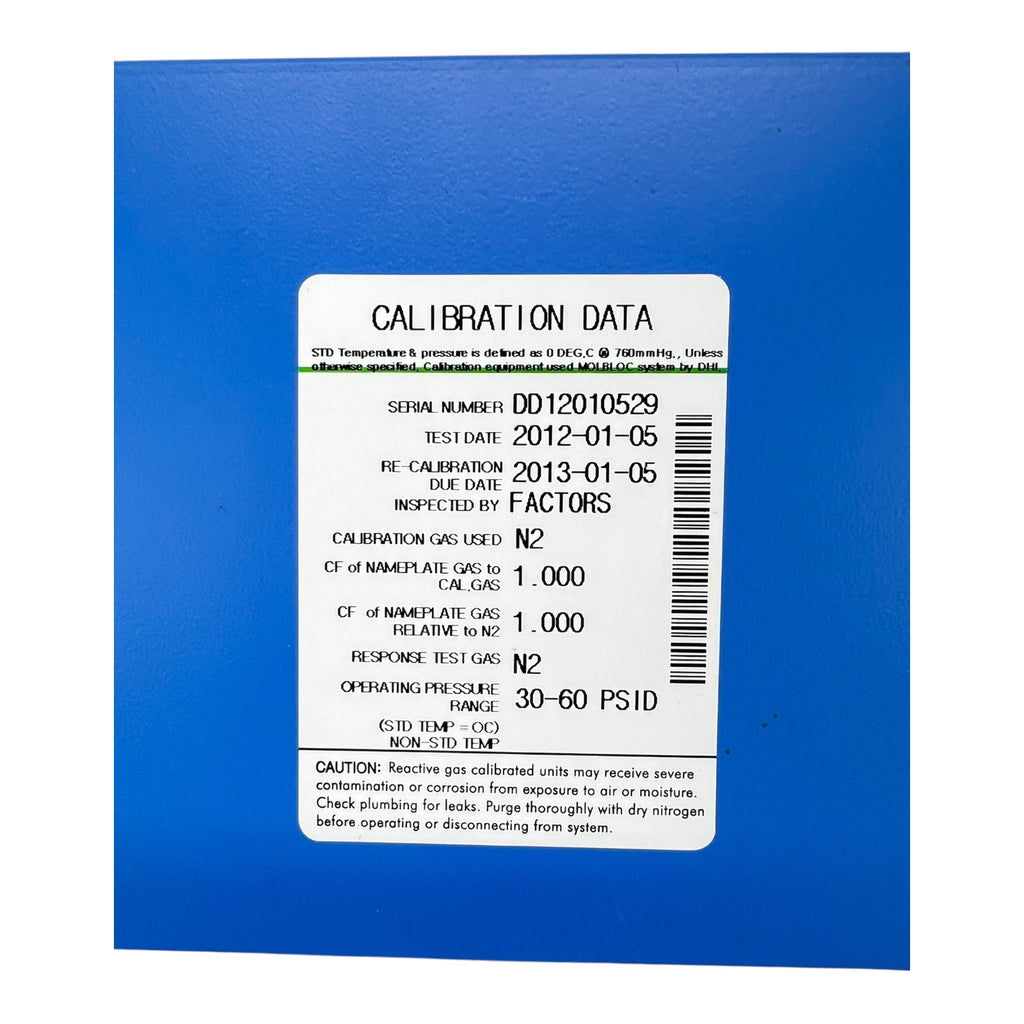 CALIBRATION DATA
STD Temperature & pressure is defined as 0 DEG.C @ 760mmHg., Unless
otherwise specified, Calibration equipment used MOLBLOC system by DHI.
SERIAL NUMBER DD12010529
TEST DATE 2012-01-05
RE-CALIBRATION
DUE DATE 2013-01-05
INSPECTED BY FACTORS
CALIBRATION GAS USED N2
CF of NAMEPLATE GAS to
CAL.GAS 1.000
CF of NAMEPLATE GAS
RELATIVE to N2 1.000
RESPONSE TEST GAS N2
OPERATING PRESSURE
RANGE 30-60 PSID
(STD TEMP = OC)
NON-STD TEMP
CAUTION: Reactive gas calibrated units may receive severe
contamination or corrosion from exposure to air or moisture.
Check plumbing for leaks. Purge thoroughly with dry nitrogen
before operating or disconnecting from system.